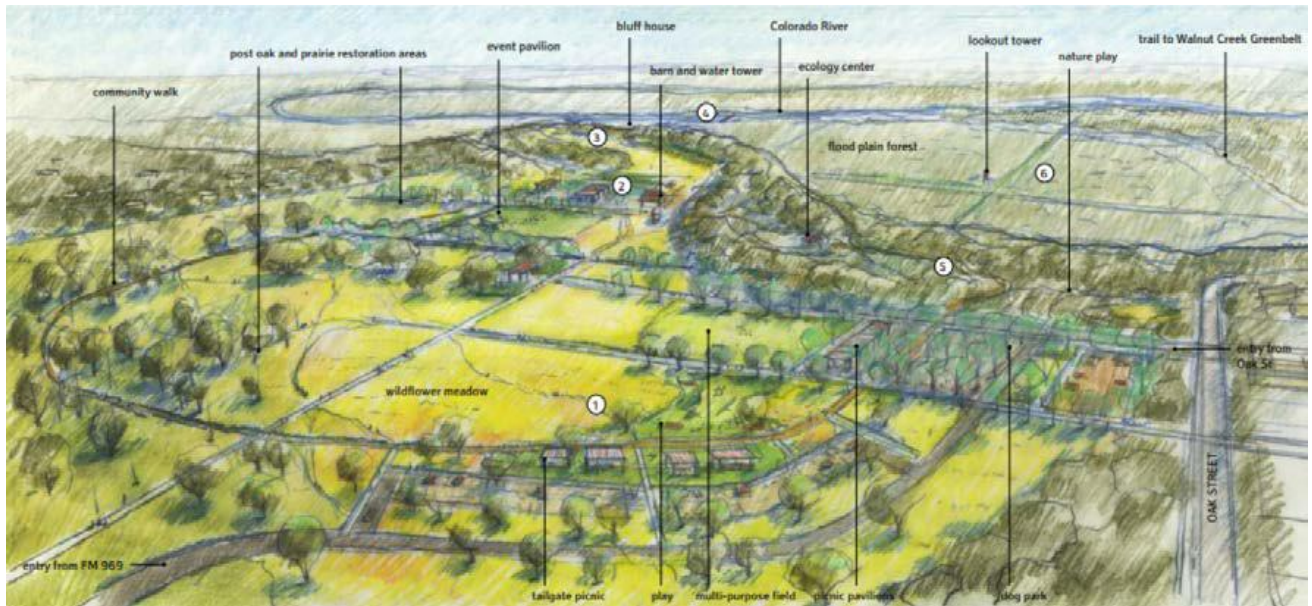 bluff house
Colorado River
event pavilion
lookout tower
trail to Walnut Creek Greenbelt
post oak and prairie restoration areas
barn and water tower
ecology center
nature play
community walk
4
3
flood plain forest
6
2
5
entry from
Oak St
wildflower meadow
1
OAK STREET
entry from FM 969
tailgate picnic
play
multi-purpose field
picnic pavilions
dog park